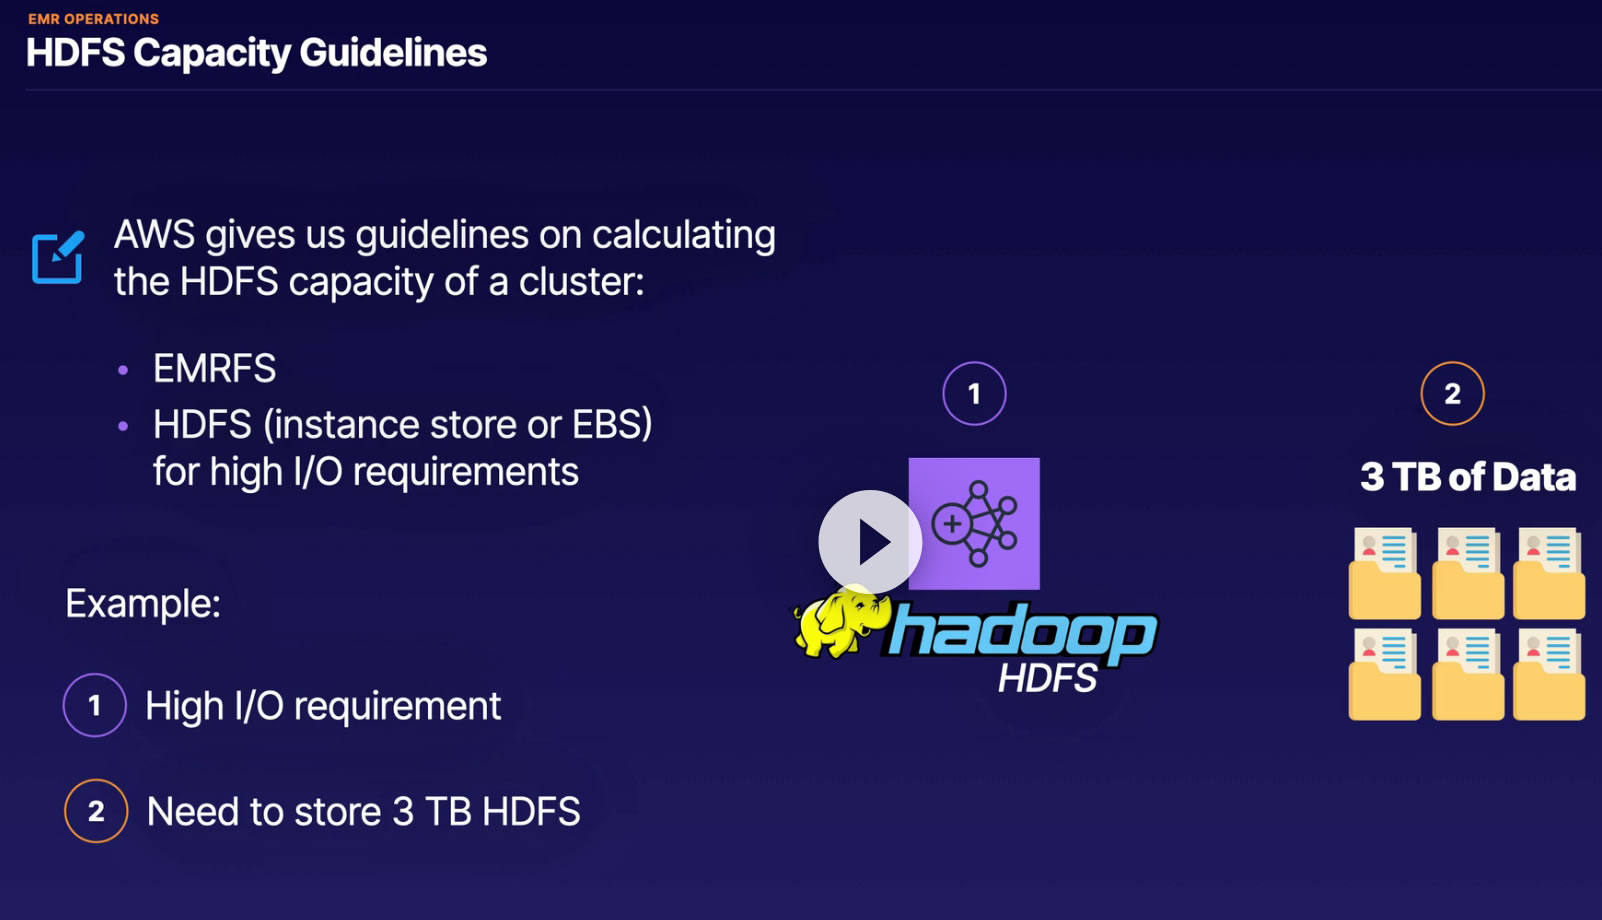 EMR OPERATIONS
HDFS Capacity Guidelines
AWS gives us guidelines on calculating
the HDFS capacity of a cluster:
• EMRFS
• HDFS (instance store or EBS)
for high I/O requirements
Example:
1 High I/O requirement
2 Need to store 3 TB HDFS
1
hadoop
HDFS
2
3 TB of Data